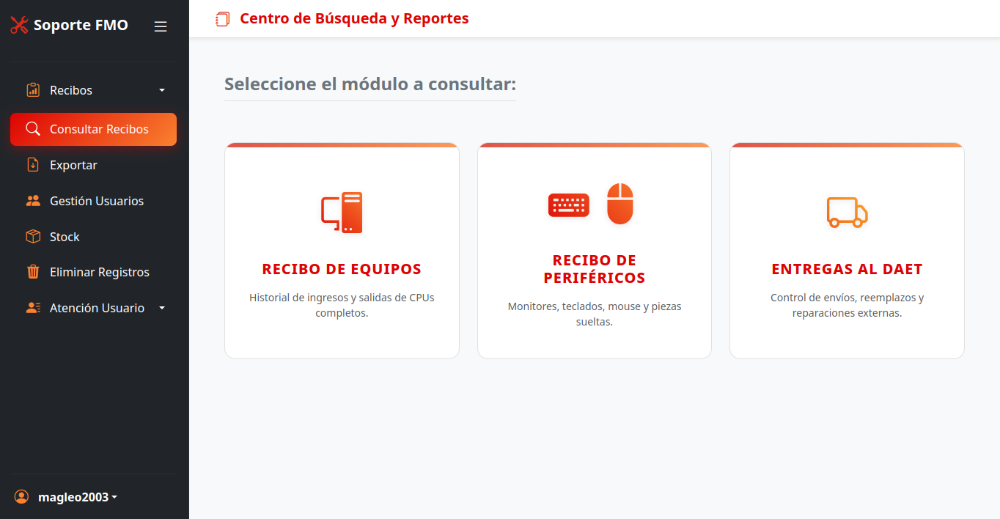 Soporte FMO
Recibos
Consultar Recibos
Exportar
Gestión Usuarios
Stock
Eliminar Registros
Atención Usuario
magleo2003
Centro de Búsqueda y Reportes
Seleccione el módulo a consultar:
RECIBO DE EQUIPOS
Historial de ingresos y salidas de CPUs
completos.
RECIBO DE
PERIFÉRICOS
Monitores, teclados, mouse y piezas
sueltas.
ENTREGAS AL DAET
Control de envíos, reemplazos y
reparaciones externas.